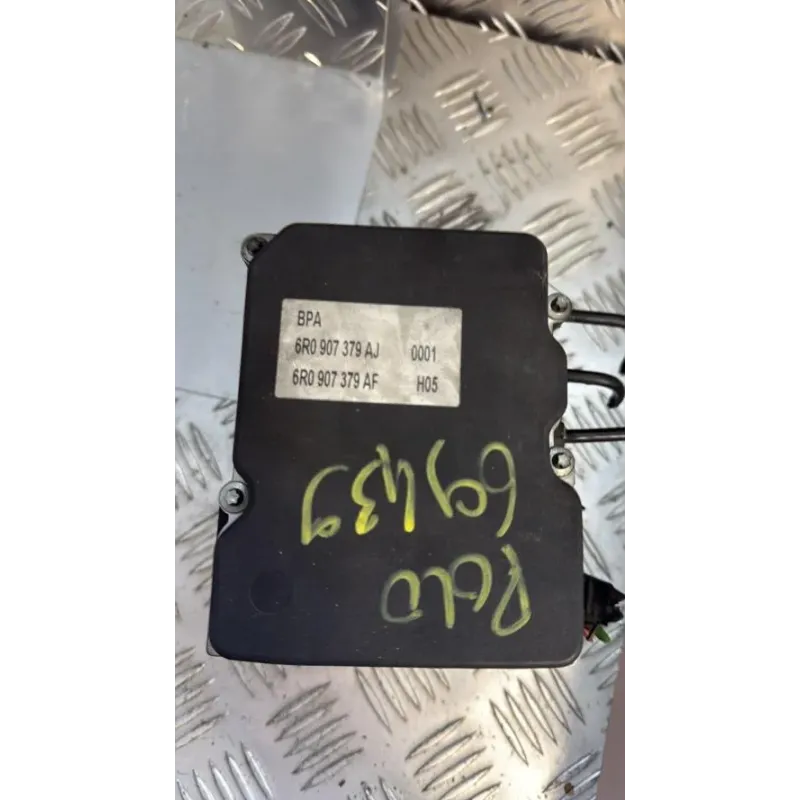 BPA
6R0 907 379 AJ 0001
6R0 907 379 AF H05
69439
POLO